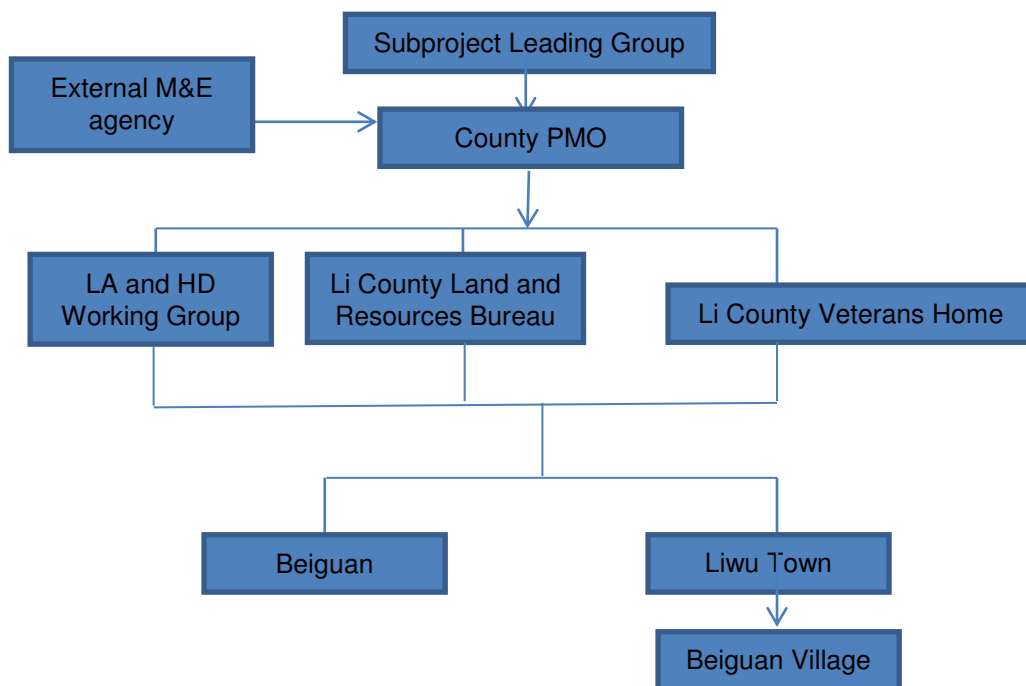 Subproject Leading Group
External M&E
agency
County PMO
LA and HD
Working Group
Li County Land and
Resources Bureau
Li County Veterans Home
Beiguan
Liwu Town
Beiguan Village